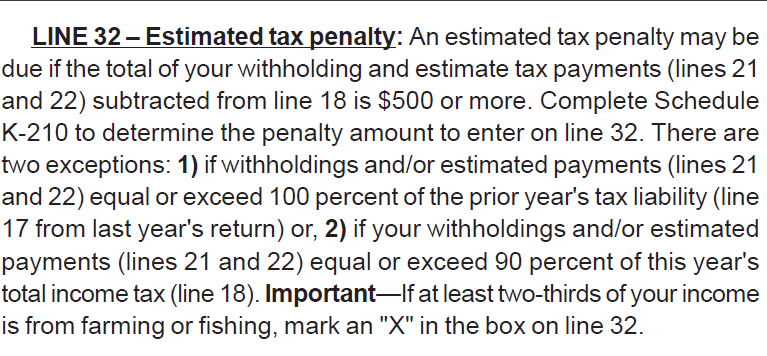 LINE 32 – Estimated tax penalty: An estimated tax penalty may be
due if the total of your withholding and estimate tax payments (lines 21
and 22) subtracted from line 18 is $500 or more. Complete Schedule
K-210 to determine the penalty amount to enter on line 32. There are
two exceptions: 1) if withholdings and/or estimated payments (lines 21
and 22) equal or exceed 100 percent of the prior year's tax liability (line
17 from last year's return) or, 2) if your withholdings and/or estimated
payments (lines 21 and 22) equal or exceed 90 percent of this year's
total income tax (line 18). Important—If at least two-thirds of your income
is from farming or fishing, mark an "X" in the box on line 32.